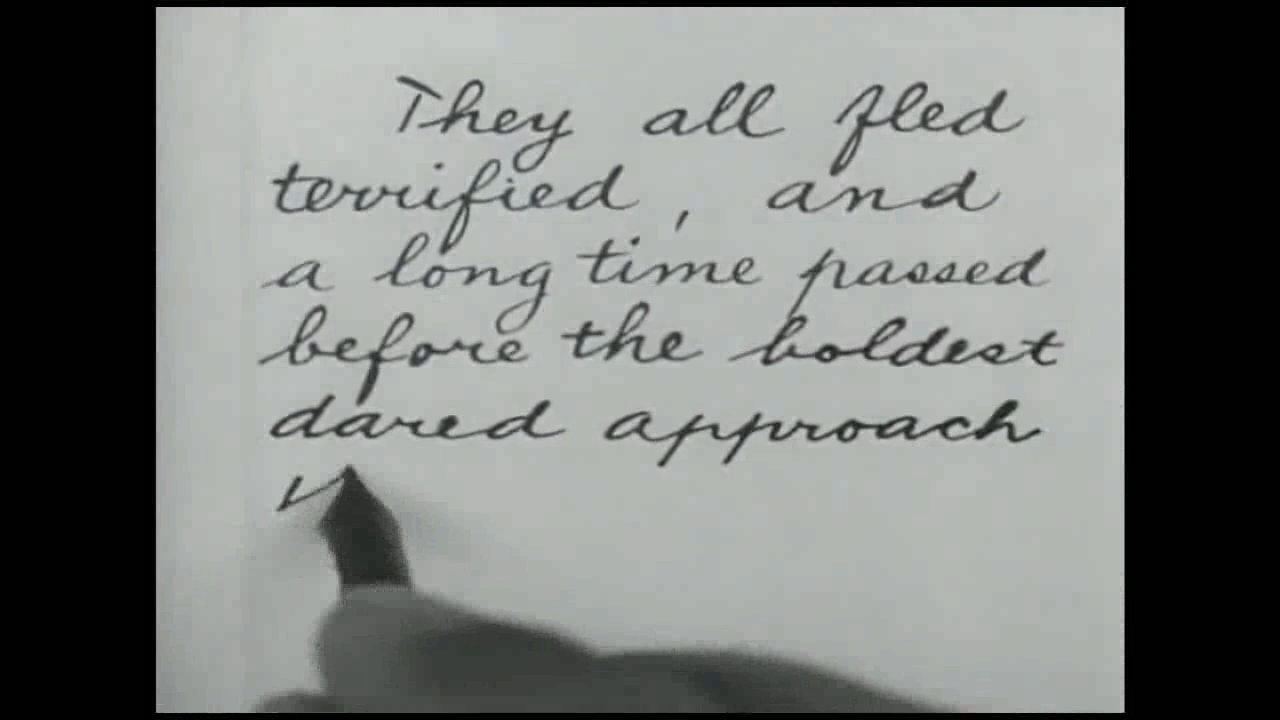 They all fled
terrified, and
a long time passed
before the boldest
dared approach